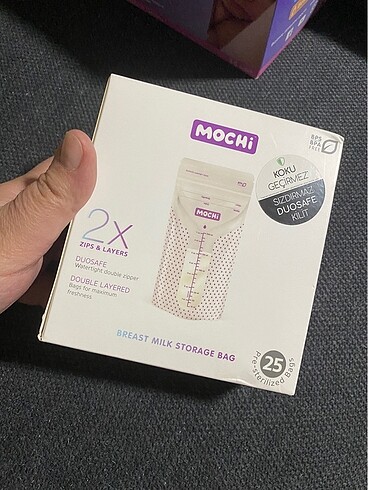 MOCHi
BPS
BPA
FREE
KOKU
GEÇİRMEZ
SIZDIRMAZ
DUOSAFE
KİLİT
MOCHi
2X
ZIPS & LAYERS
DUOSAFE
Watertight double zipper
DOUBLE LAYERED
Bags for maximum
freshness
BREAST MILK STORAGE BAG
25
Pre-sterilized Bags